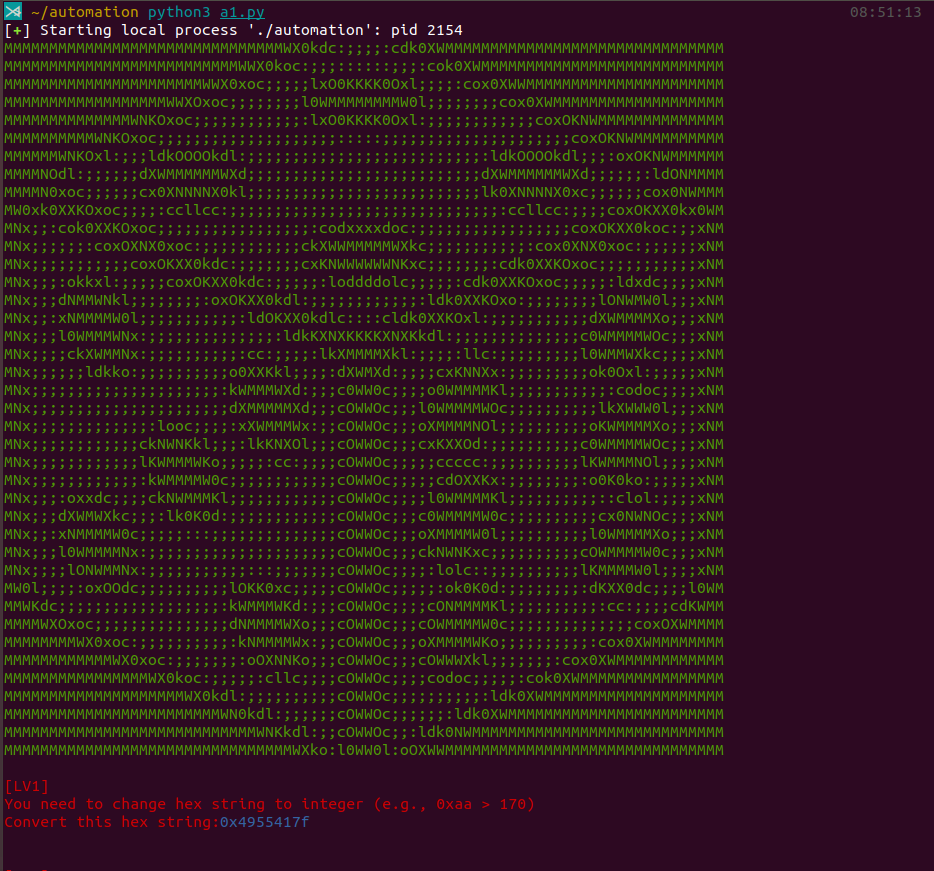 ~/automation python3 a1.py 08:51:13
[+] Starting local process './automation': pid 2154
[LV1]
You need to change hex string to integer (e.g., 0xaa > 170)
Convert this hex string:0x4955417f